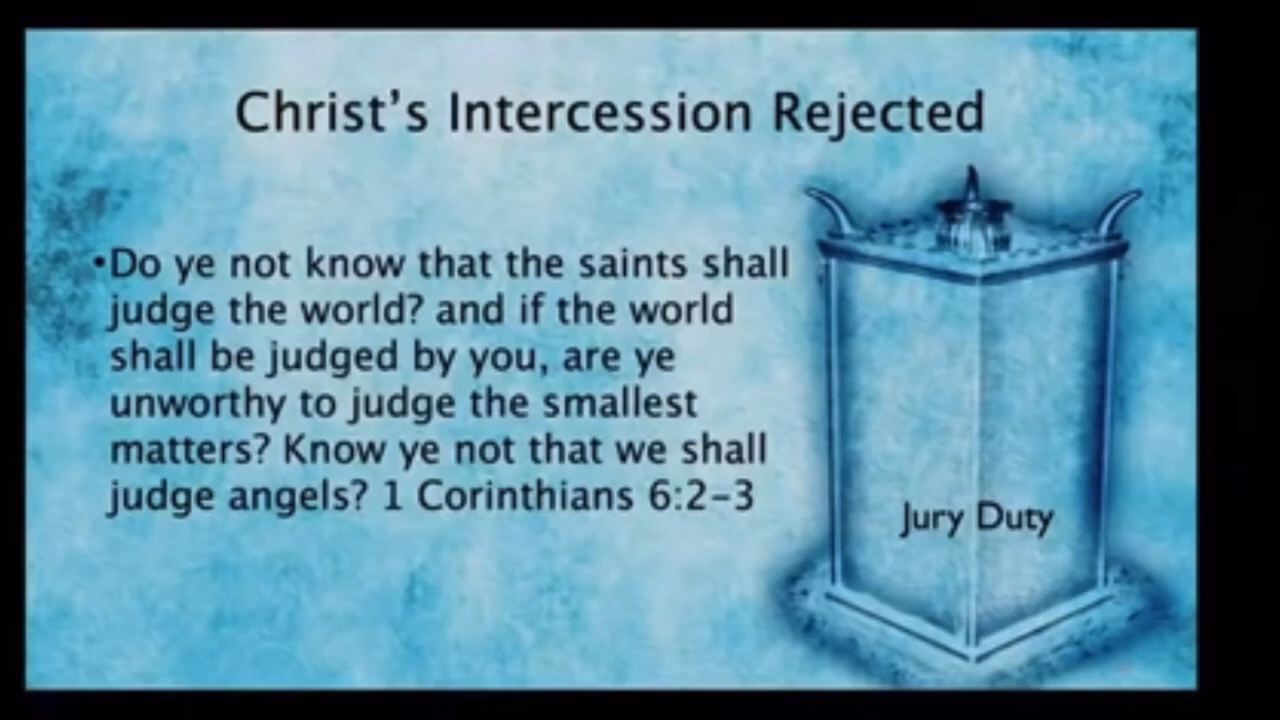 Christ’s Intercession Rejected
•Do ye not know that the saints shall
judge the world? and if the world
shall be judged by you, are ye
unworthy to judge the smallest
matters? Know ye not that we shall
judge angels? 1 Corinthians 6:2-3
Jury Duty